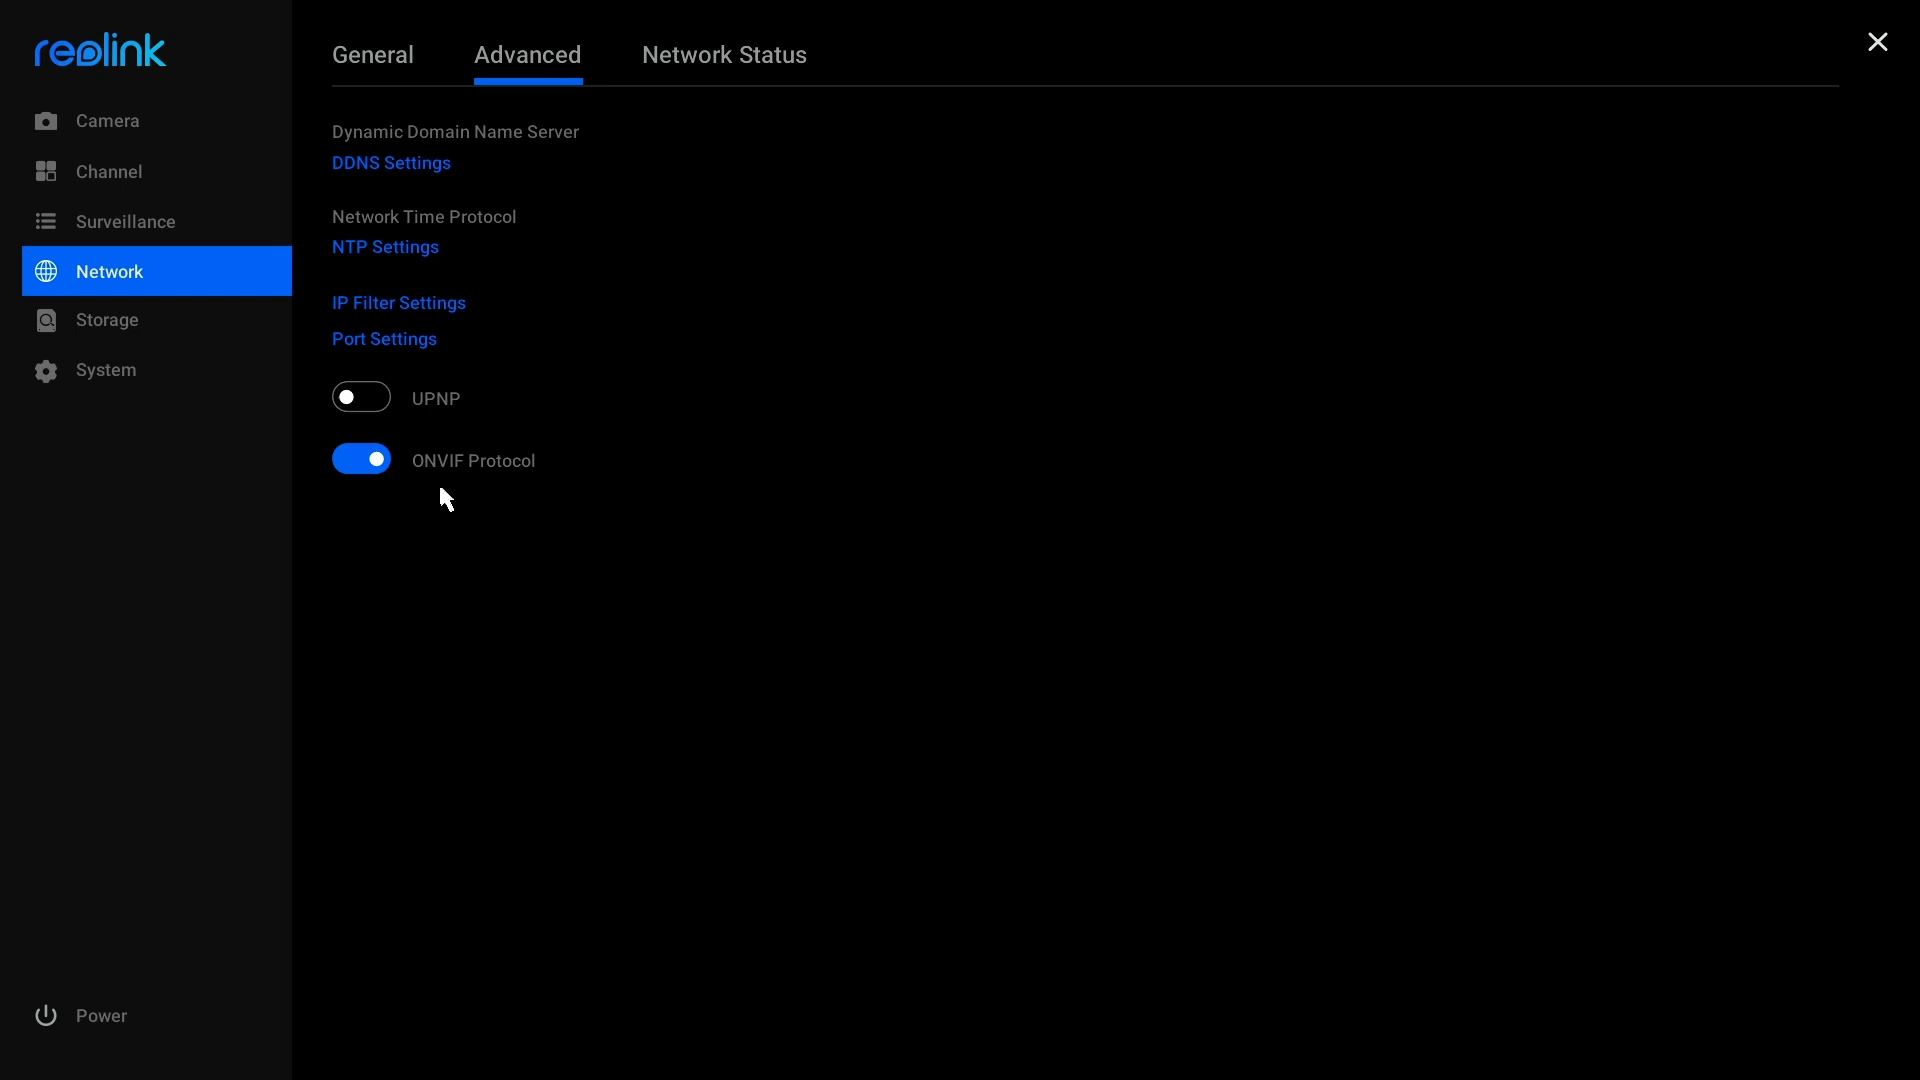 reolink
Camera
Channel
Surveillance
Network
Storage
System
Power
General
Advanced
Network Status
Dynamic Domain Name Server
DDNS Settings
Network Time Protocol
NTP Settings
IP Filter Settings
Port Settings
UPNP
ONVIF Protocol